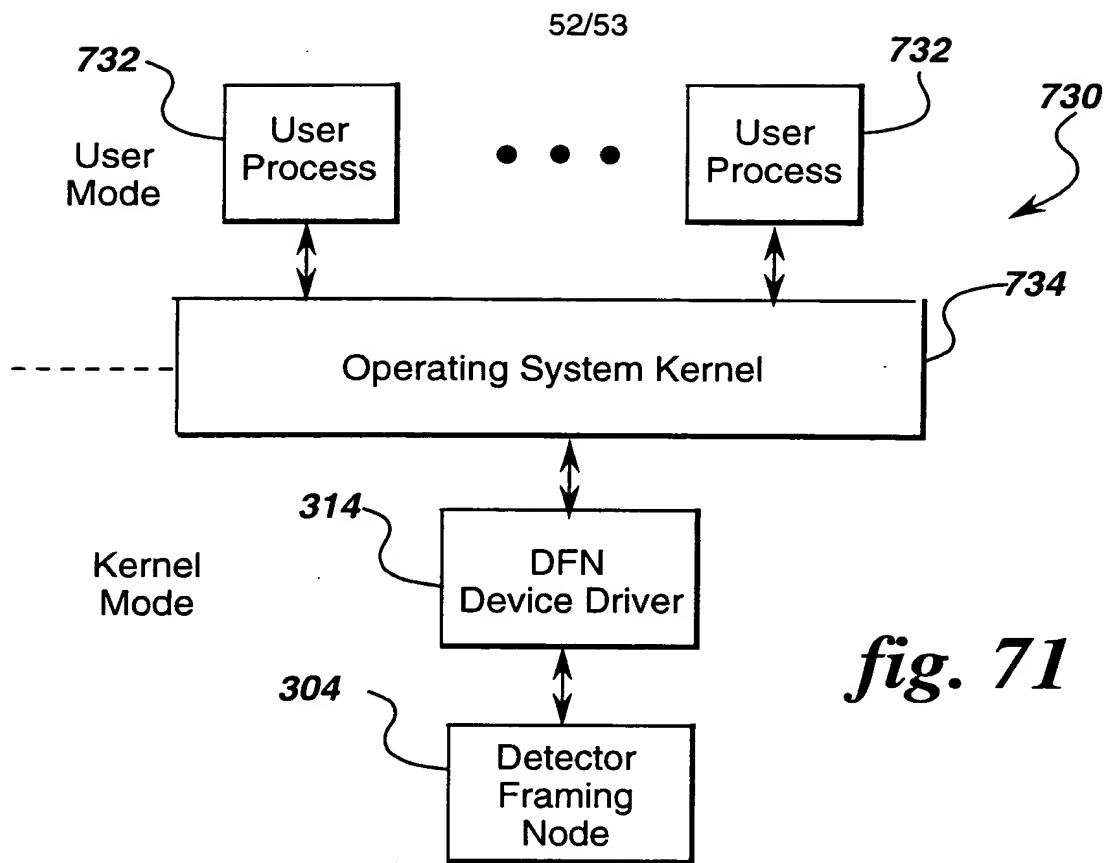 52/53
732
732
730
User
Process
User
Process
User
Mode
734
Operating System Kernel
314
DFN
Device Driver
Kernel
Mode
fig. 71
304
Detector
Framing
Node